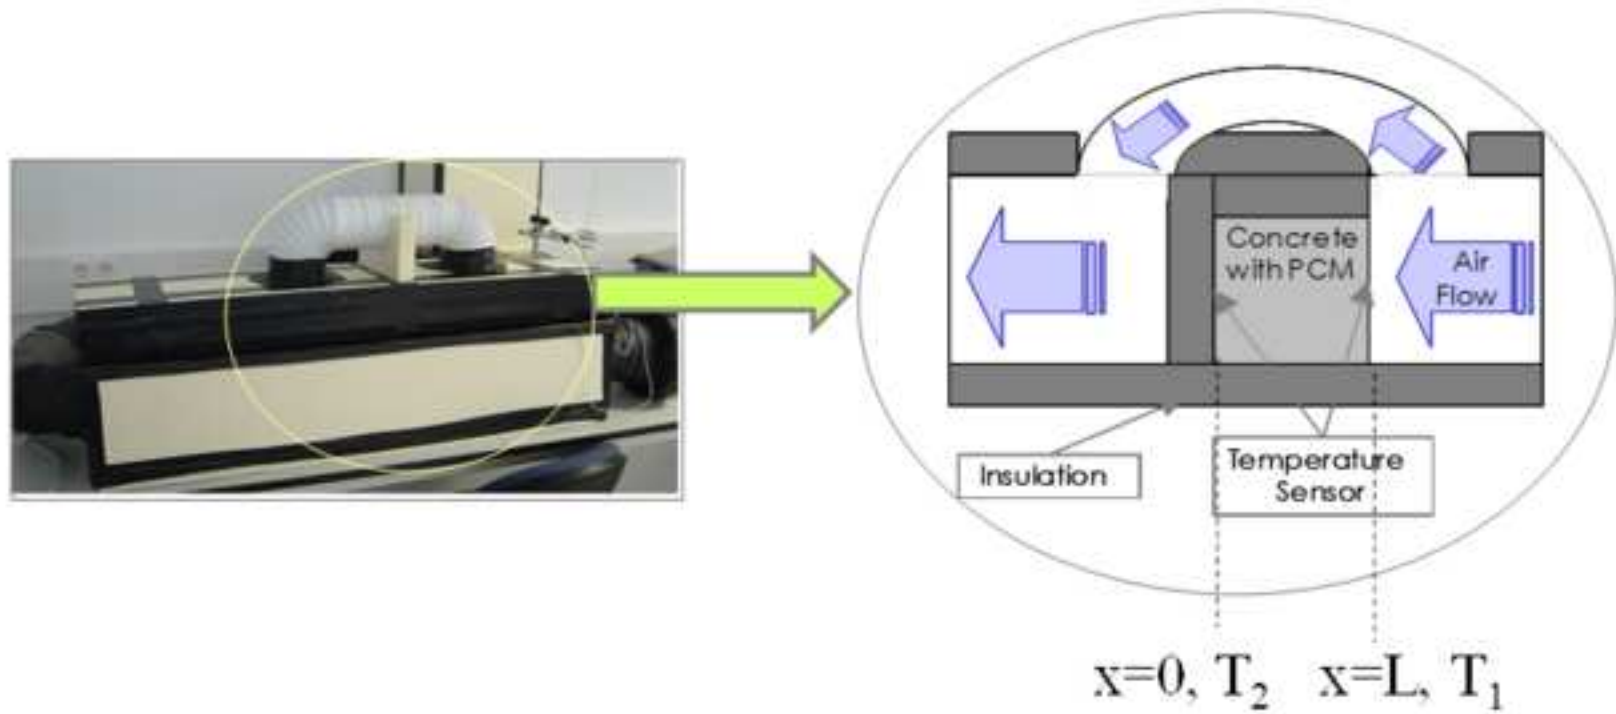 Concrete
with PCM
Air
Flow
Insulation
Temperature
Sensor
x=0, T₂ x=L, T₁